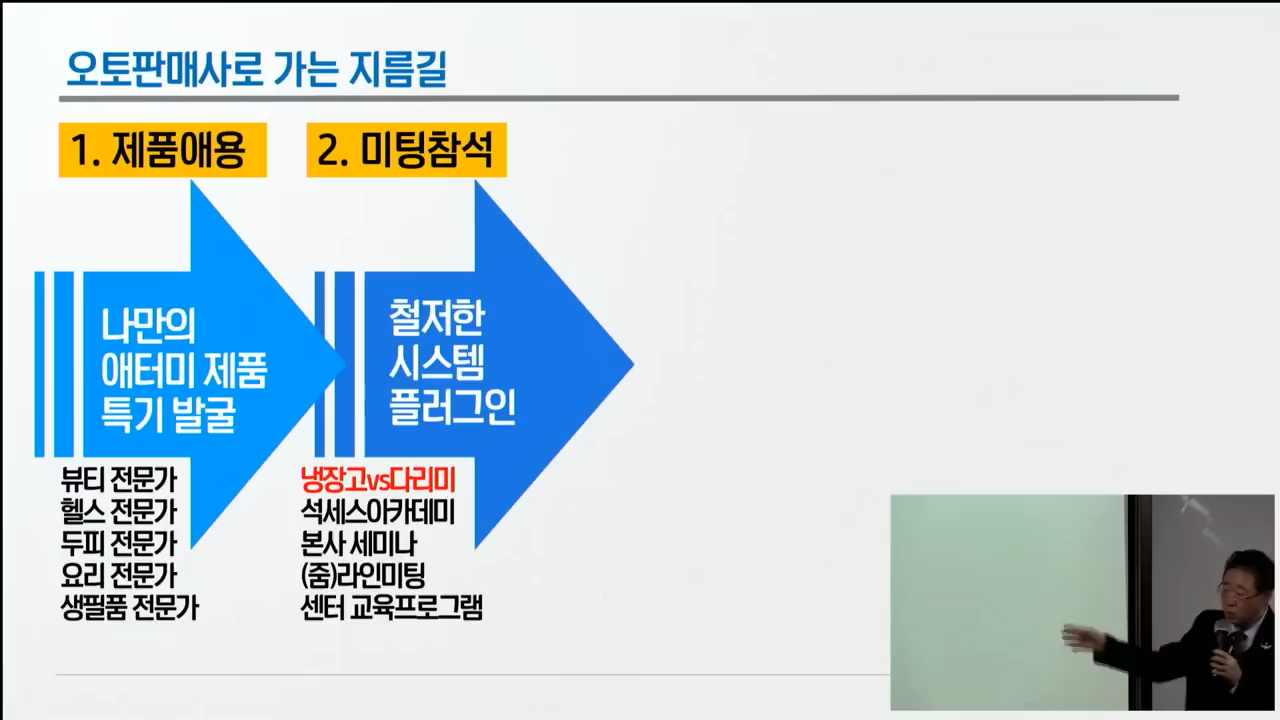 오토판매사로 가는 지름길
1. 제품애용
나만의
애터미 제품
특기 발굴
뷰티 전문가
헬스 전문가
두피 전문가
요리 전문가
생필품 전문가
2. 미팅참석
철저한
시스템
플러그인
냉장고vs다리미
석세스아카데미
본사 세미나
(줌)라인미팅
센터 교육프로그램